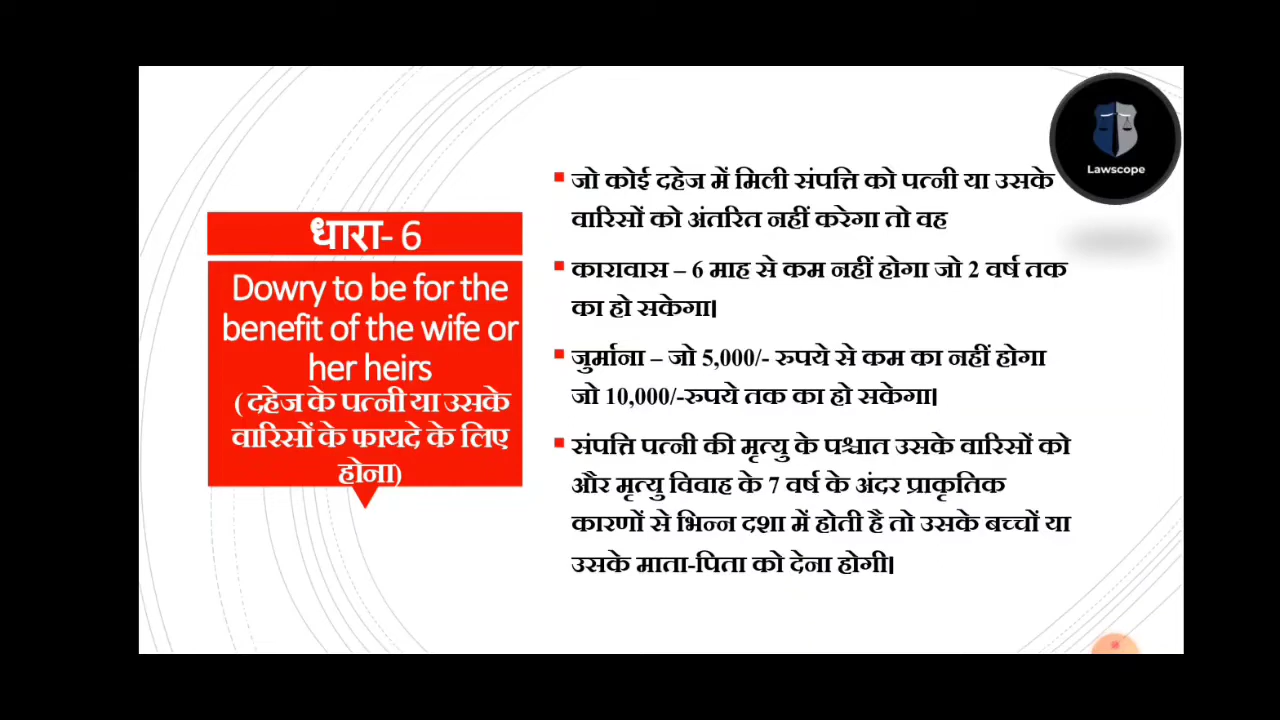 धारा- 6
Dowry to be for the
benefit of the wife or
her heirs
( दहेज के पत्नी या उसके
वारिसों के फायदे के लिए
होना)
जो कोई दहेज में मिली संपत्ति को पत्नी या उसके
वारिसों को अंतरित नहीं करेगा तो वह
कारावास – 6 माह से कम नहीं होगा जो 2 वर्ष तक
का हो सकेगा।
जुर्माना – जो 5,000/- रुपये से कम का नहीं होगा
जो 10,000/-रुपये तक का हो सकेगा।
संपत्ति पत्नी की मृत्यु के पश्चात उसके वारिसों को
और मृत्यु विवाह के 7 वर्ष के अंदर प्राकृतिक
कारणों से भिन्न दशा में होती है तो उसके बच्चों या
उसके माता-पिता को देना होगी।
Lawscope